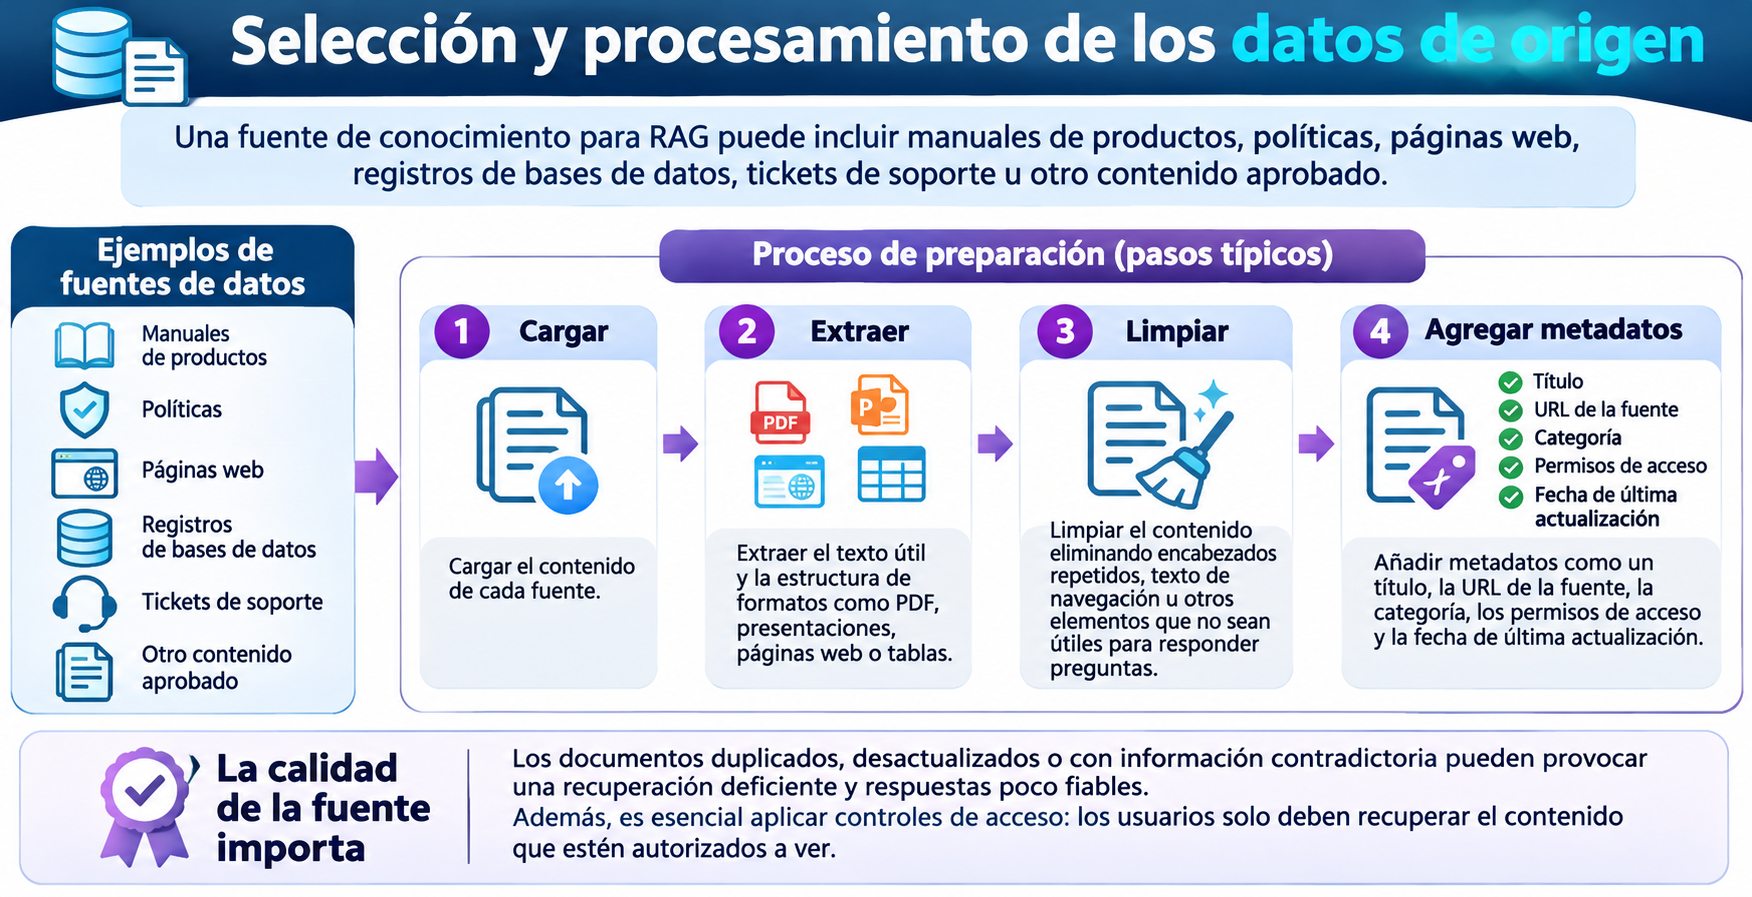 Selección y procesamiento de los datos de origen
Una fuente de conocimiento para RAG puede incluir manuales de productos, políticas, páginas web,
registros de bases de datos, tickets de soporte u otro contenido aprobado.
Ejemplos de
fuentes de datos
Manuales
de productos
Políticas
Páginas web
Registros
de bases de datos
Tickets de soporte
Otro contenido
aprobado
Proceso de preparación (pasos típicos)
1 Cargar
Cargar el contenido
de cada fuente.
2 Extraer
PDF
P
Extraer el texto útil
y la estructura de
formatos como PDF,
presentaciones,
páginas web o tablas.
3 Limpiar
Limpiar el contenido
eliminando encabezados
repetidos, texto de
navegación u otros
elementos que no sean
útiles para responder
preguntas.
4 Agregar metadatos
Título
URL de la fuente
Categoría
Permisos de acceso
Fecha de última
actualización
Añadir metadatos como un
título, la URL de la fuente, la
categoría, los permisos de acceso
y la fecha de última actualización.
La calidad
de la fuente
importa
Los documentos duplicados, desactualizados o con información contradictoria pueden provocar
una recuperación deficiente y respuestas poco fiables.
Además, es esencial aplicar controles de acceso: los usuarios solo deben recuperar el contenido
que estén autorizados a ver.